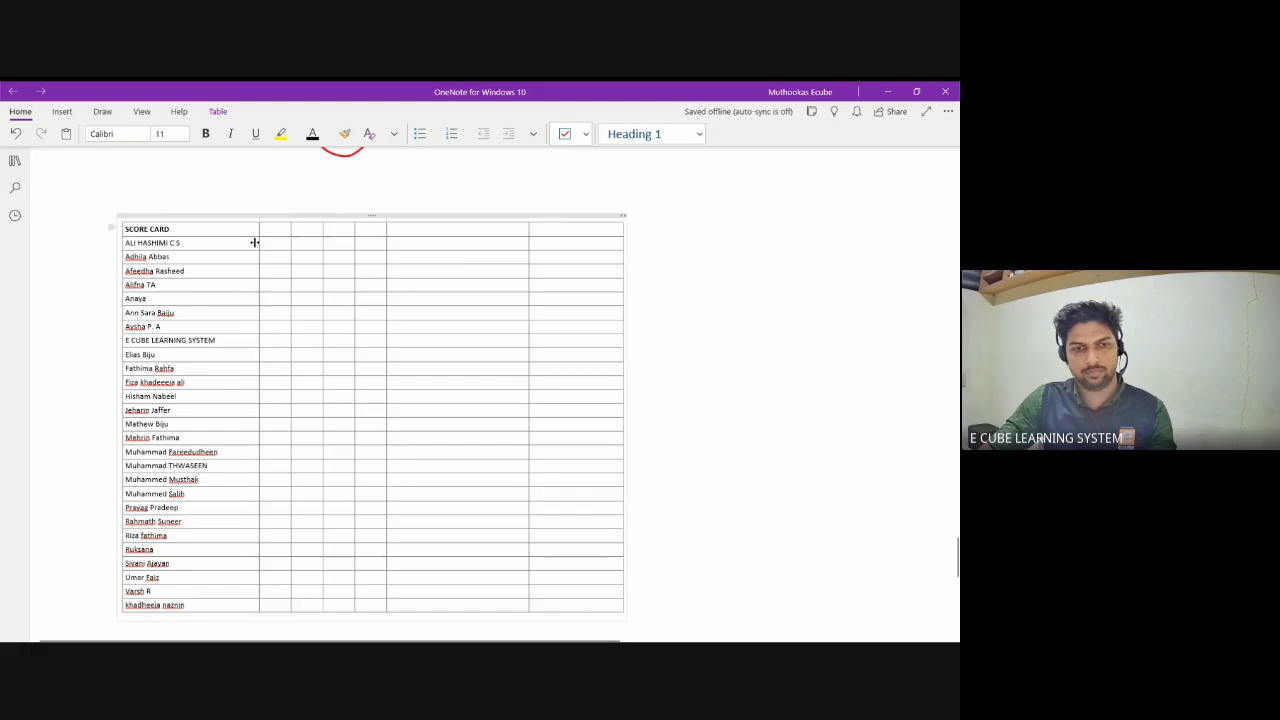 OneNote for Windows 10
Muthookas Ecube
Home Insert Draw View Help Table
Saved offline (auto-sync is off)
Share
Calibri 11
B I U A
Heading 1
SCORE CARD
ALI HASHIMI C S
Adhila Abbas
Afeedha Rasheed
Alifna TA
Anaya
Ann Sara Baiju
Aysha P. A
E CUBE LEARNING SYSTEM
Elias Biju
Fathima Rahfa
Fiza khadeeeja ali
Hisham Nabeel
Jeharin Jaffer
Mathew Biju
Mehrin Fathima
Muhammad Fareedudheen
Muhammad THWASEEN
Muhammed Musthak
Muhammed Salih
Prayag Pradeep
Rahmath Suneer
Riza fathima
Ruksana
Sivani Ajayan
Umar Faiz
Varsh R
khadheeja naznin
E CUBE LEARNING SYSTEM